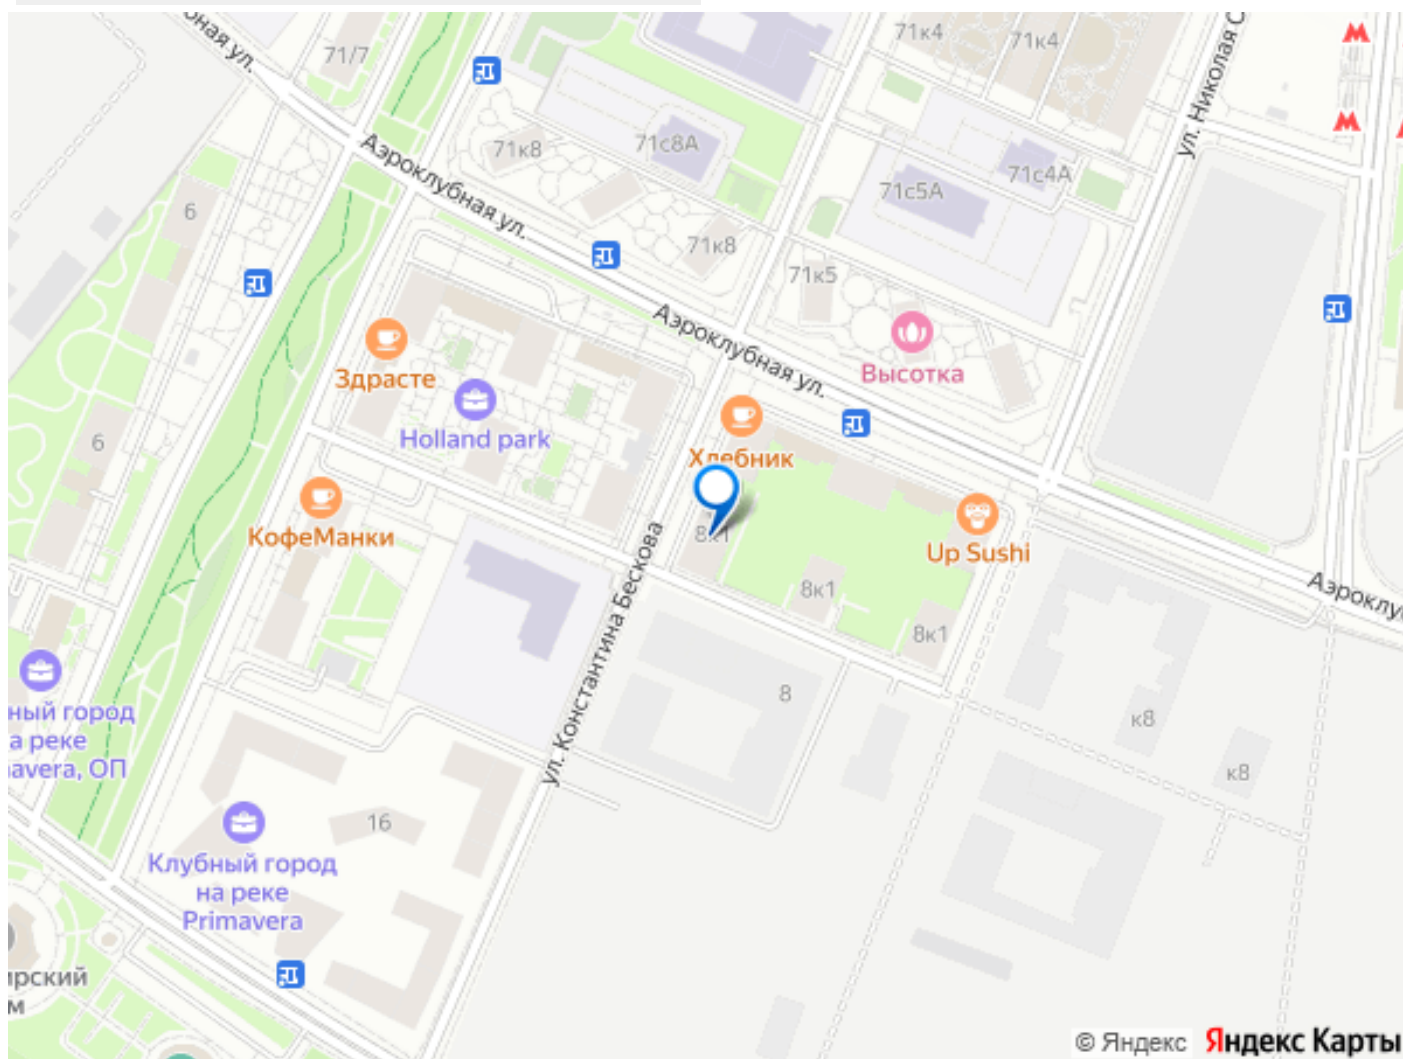 71/7
71к4
71к4
ул. Николая С
ная ул.
Аэроклубная ул.
71к8
71с8А
71с4А
71с5А
6
71к8
71к5
Аэроклубная ул.
Здрасте
Высотка
Holland park
6
Хлебник
КофеМанки
8к1
Up Sushi
ул. Константина Бескова
8к1
8к1
Аэроклу
8
к8
к8
ный город
а реке
avera, ОП
16
Клубный город
на реке
Primavera
ирский
м
© Яндекс
Яндекс Карты